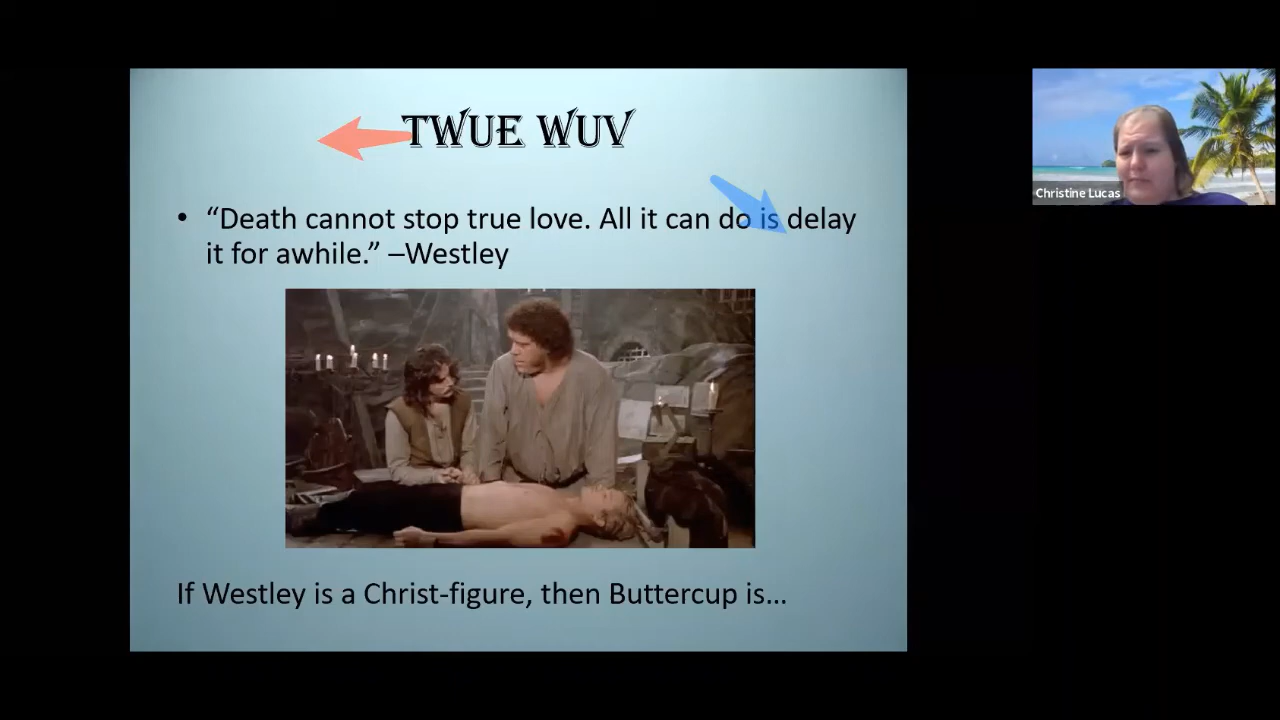 TWUE WUV
• “Death cannot stop true love. All it can do is delay
it for awhile.” –Westley
If Westley is a Christ-figure, then Buttercup is…
Christine Lucas